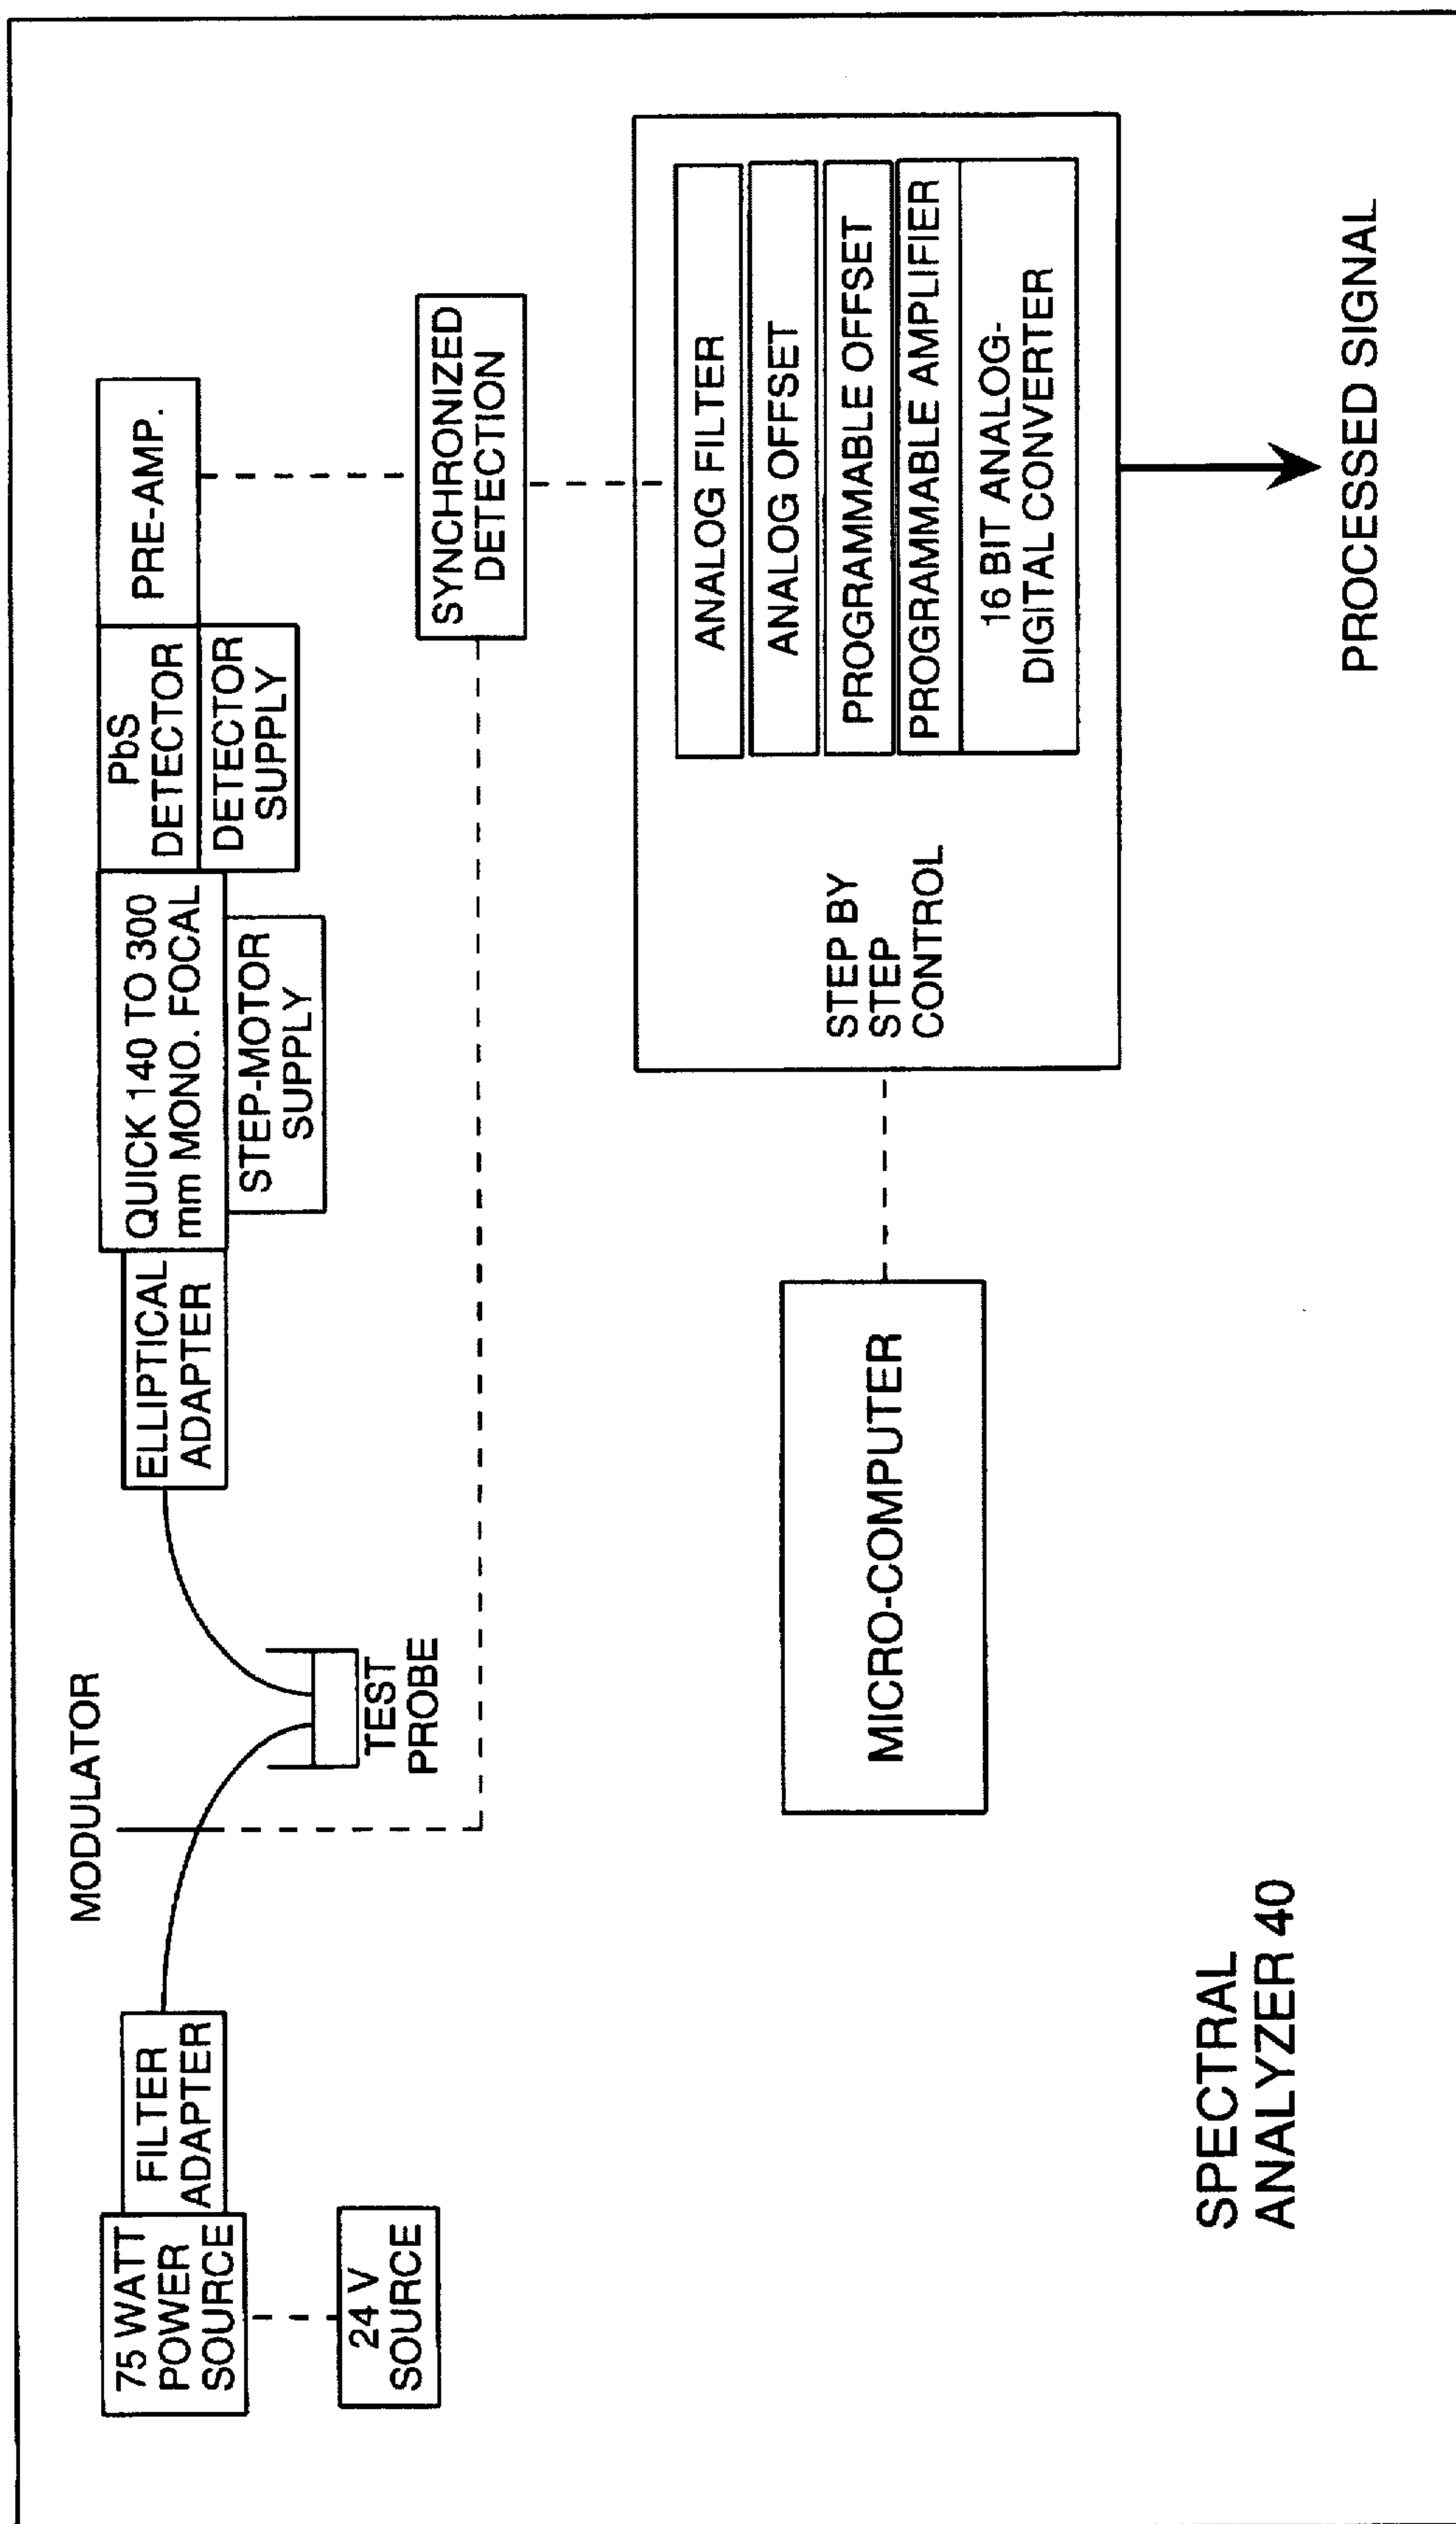 MODULATOR
75 WATT
POWER
SOURCE
FILTER
ADAPTER
24 V
SOURCE
TEST
PROBE
ELLIPTICAL
ADAPTER
QUICK 140 TO 300
mm MONO. FOCAL
STEP-MOTOR
SUPPLY
PbS
DETECTOR
DETECTOR
SUPPLY
PRE-AMP.
SYNCHRONIZED
DETECTION
MICRO-COMPUTER
STEP BY
STEP
CONTROL
ANALOG FILTER
ANALOG OFFSET
PROGRAMMABLE OFFSET
PROGRAMMABLE AMPLIFIER
16 BIT ANALOG-
DIGITAL CONVERTER
SPECTRAL
ANALYZER 40
PROCESSED SIGNAL